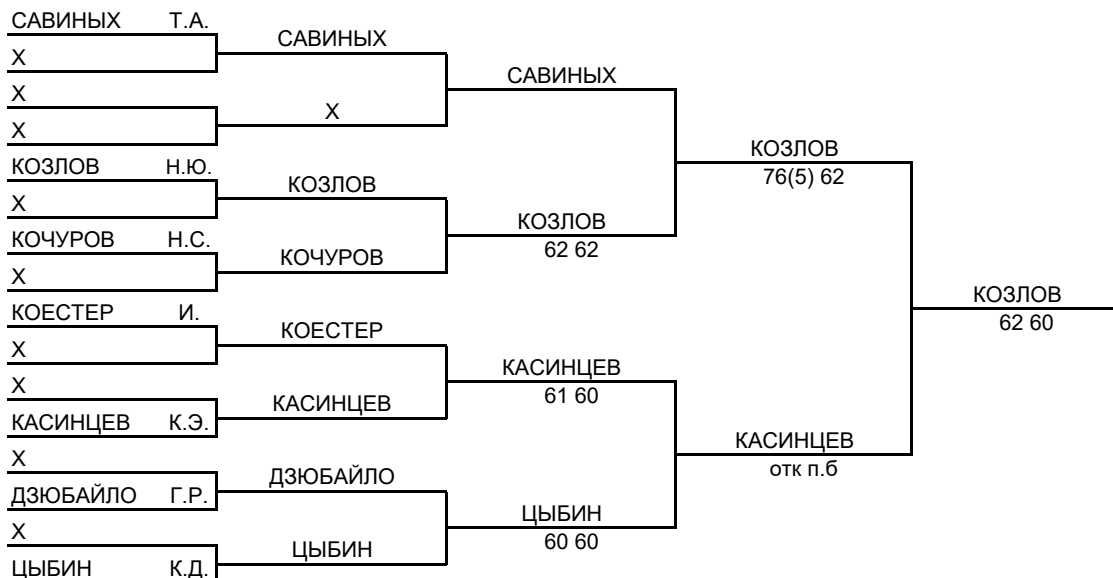 САВИНЫХ Т.А.
Х
Х
Х
КОЗЛОВ Н.Ю.
Х
КОЧУРОВ Н.С.
Х
КОЕСТЕР И.
Х
Х
КАСИНЦЕВ К.Э.
Х
ДЗЮБАЙЛО Г.Р.
Х
ЦЫБИН К.Д.
САВИНЫХ
Х
КОЗЛОВ
КОЧУРОВ
КОЕСТЕР
КАСИНЦЕВ
ДЗЮБАЙЛО
ЦЫБИН
САВИНЫХ
КОЗЛОВ
62 62
КАСИНЦЕВ
61 60
ЦЫБИН
60 60
КОЗЛОВ
76(5) 62
КАСИНЦЕВ
отк п.б
КОЗЛОВ
62 60